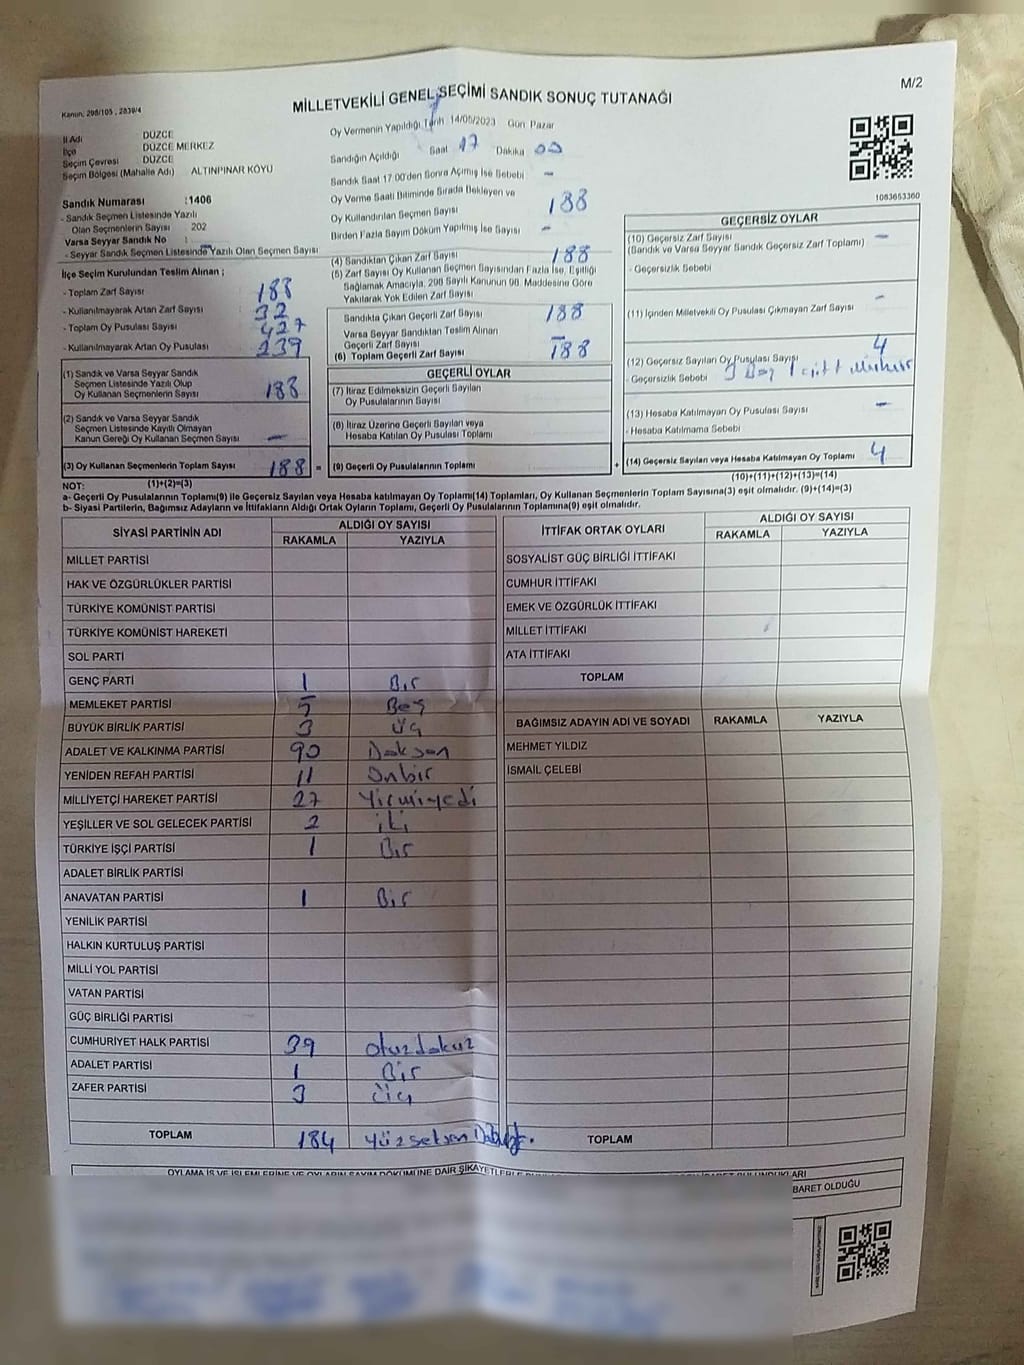 M/2
Kanun: 298/105 , 2839/4
MİLLETVEKİLİ GENEL SEÇİMİ SANDIK SONUÇ TUTANAĞI
İl Adı DÜZCE
İlçe DÜZCE MERKEZ
Seçim Çevresi DÜZCE
Seçim Bölgesi (Mahalle Adı) ALTINPINAR KÖYÜ
Sandık Numarası :1406
- Sandık Seçmen Listesinde Yazılı
Olan Seçmenlerin Sayısı 202
Varsa Seyyar Sandık No :
- Seyyar Sandık Seçmen Listesinde Yazılı Olan Seçmen Sayısı
İlçe Seçim Kurulundan Teslim Alınan ;
- Toplam Zarf Sayısı
- Kullanılmayarak Artan Zarf Sayısı 32
- Toplam Oy Pusulası Sayısı 427
- Kullanılmayarak Artan Oy Pusulası 239
(1) Sandık ve Varsa Seyyar Sandık
Seçmen Listesinde Yazılı Olup
Oy Kullanan Seçmenlerin Sayısı 188
(2) Sandık ve Varsa Seyyar Sandık
Seçmen Listesinde Kayıtlı Olmayan
Kanun Gereği Oy Kullanan Seçmen Sayısı -
(3) Oy Kullanan Seçmenlerin Toplam Sayısı 188 =
Oy Vermenin Yapıldığı Tarih 14/05/2023 Gün Pazar
Sandığın Açıldığı Saat 17 Dakika 00
Sandık Saat 17:00'den Sonra Açılmış İse Sebebi -
Oy Verme Saati Bitiminde Sırada Bekleyen ve
Oy Kullandırılan Seçmen Sayısı 188
Birden Fazla Sayım Döküm Yapılmış İse Sayısı -
(4) Sandıktan Çıkan Zarf Sayısı 188
(5) Zarf Sayısı Oy Kullanan Seçmen Sayısından Fazla İse, Eşitliği
Sağlamak Amacıyla, 298 Sayılı Kanunun 98. Maddesine Göre
Yakılarak Yok Edilen Zarf Sayısı
Sandıkta Çıkan Geçerli Zarf Sayısı 188
Varsa Seyyar Sandıktan Teslim Alınan
Geçerli Zarf Sayısı -
(6) Toplam Geçerli Zarf Sayısı 188
GEÇERLİ OYLAR
(7) İtiraz Edilmeksizin Geçerli Sayılan
Oy Pusulalarının Sayısı
(8) İtiraz Üzerine Geçerli Sayılan veya
Hesaba Katılan Oy Pusulası Toplamı
(9) Geçerli Oy Pusulalarının Toplamı +
1083653360
GEÇERSİZ OYLAR
(10) Geçersiz Zarf Sayısı -
(Sandık ve Varsa Seyyar Sandık Geçersiz Zarf Toplamı)
- Geçersizlik Sebebi
(11) İçinden Milletvekili Oy Pusulası Çıkmayan Zarf Sayısı -
(12) Geçersiz Sayılan Oy Pusulası Sayısı 4
- Geçersizlik Sebebi 3 Boş 1 çift
(13) Hesaba Katılmayan Oy Pusulası Sayısı -
- Hesaba Katılmama Sebebi
(14) Geçersiz Sayılan veya Hesaba Katılmayan Oy Toplamı 4
NOT: (1)+(2)=(3) (10)+(11)+(12)+(13)=(14)
a- Geçerli Oy Pusulalarının Toplamı(9) ile Geçersiz Sayılan veya Hesaba katılmayan Oy Toplamı(14) Toplamları, Oy Kullanan Seçmenlerin Toplam Sayısına(3) eşit olmalıdır. (9)+(14)=(3)
b- Siyasi Partilerin, Bağımsız Adayların ve İttifakların Aldığı Ortak Oyların Toplamı, Geçerli Oy Pusulalarının Toplamına(9) eşit olmalıdır.
SİYASİ PARTİNİN ADI ALDIĞI OY SAYISI
RAKAMLA YAZIYLA
MİLLET PARTİSİ
HAK VE ÖZGÜRLÜKLER PARTİSİ
TÜRKİYE KOMÜNİST PARTİSİ
TÜRKİYE KOMÜNİST HAREKETİ
SOL PARTİ
GENÇ PARTİ 1 Bir
MEMLEKET PARTİSİ 5 Beş
BÜYÜK BİRLİK PARTİSİ 3 Üç
ADALET VE KALKINMA PARTİSİ 90 Doksan
YENİDEN REFAH PARTİSİ 11 Onbir
MİLLİYETÇİ HAREKET PARTİSİ 27 Yirmiyedi
YEŞİLLER VE SOL GELECEK PARTİSİ 2 iki
TÜRKİYE İŞÇİ PARTİSİ 1 Bir
ADALET BİRLİK PARTİSİ
ANAVATAN PARTİSİ 1 Bir
YENİLİK PARTİSİ
HALKIN KURTULUŞ PARTİSİ
MİLLİ YOL PARTİSİ
VATAN PARTİSİ
GÜÇ BİRLİĞİ PARTİSİ
CUMHURİYET HALK PARTİSİ 39 otuzdokuz
ADALET PARTİSİ 1 Bir
ZAFER PARTİSİ 3 Üç
TOPLAM 184
İTTİFAK ORTAK OYLARI ALDIĞI OY SAYISI
RAKAMLA YAZIYLA
SOSYALİST GÜÇ BİRLİĞİ İTTİFAKI
CUMHUR İTTİFAKI
EMEK VE ÖZGÜRLÜK İTTİFAKI
MİLLET İTTİFAKI
ATA İTTİFAKI
TOPLAM
BAĞIMSIZ ADAYIN ADI VE SOYADI RAKAMLA YAZIYLA
MEHMET YILDIZ
İSMAİL ÇELEBİ
TOPLAM
OYLAMA İŞ VE İŞLEMLERİNE VE OYLARIN SAYIM DÖKÜMÜNE DAİR ŞİKAYETLERLE
BARET OLDUĞU